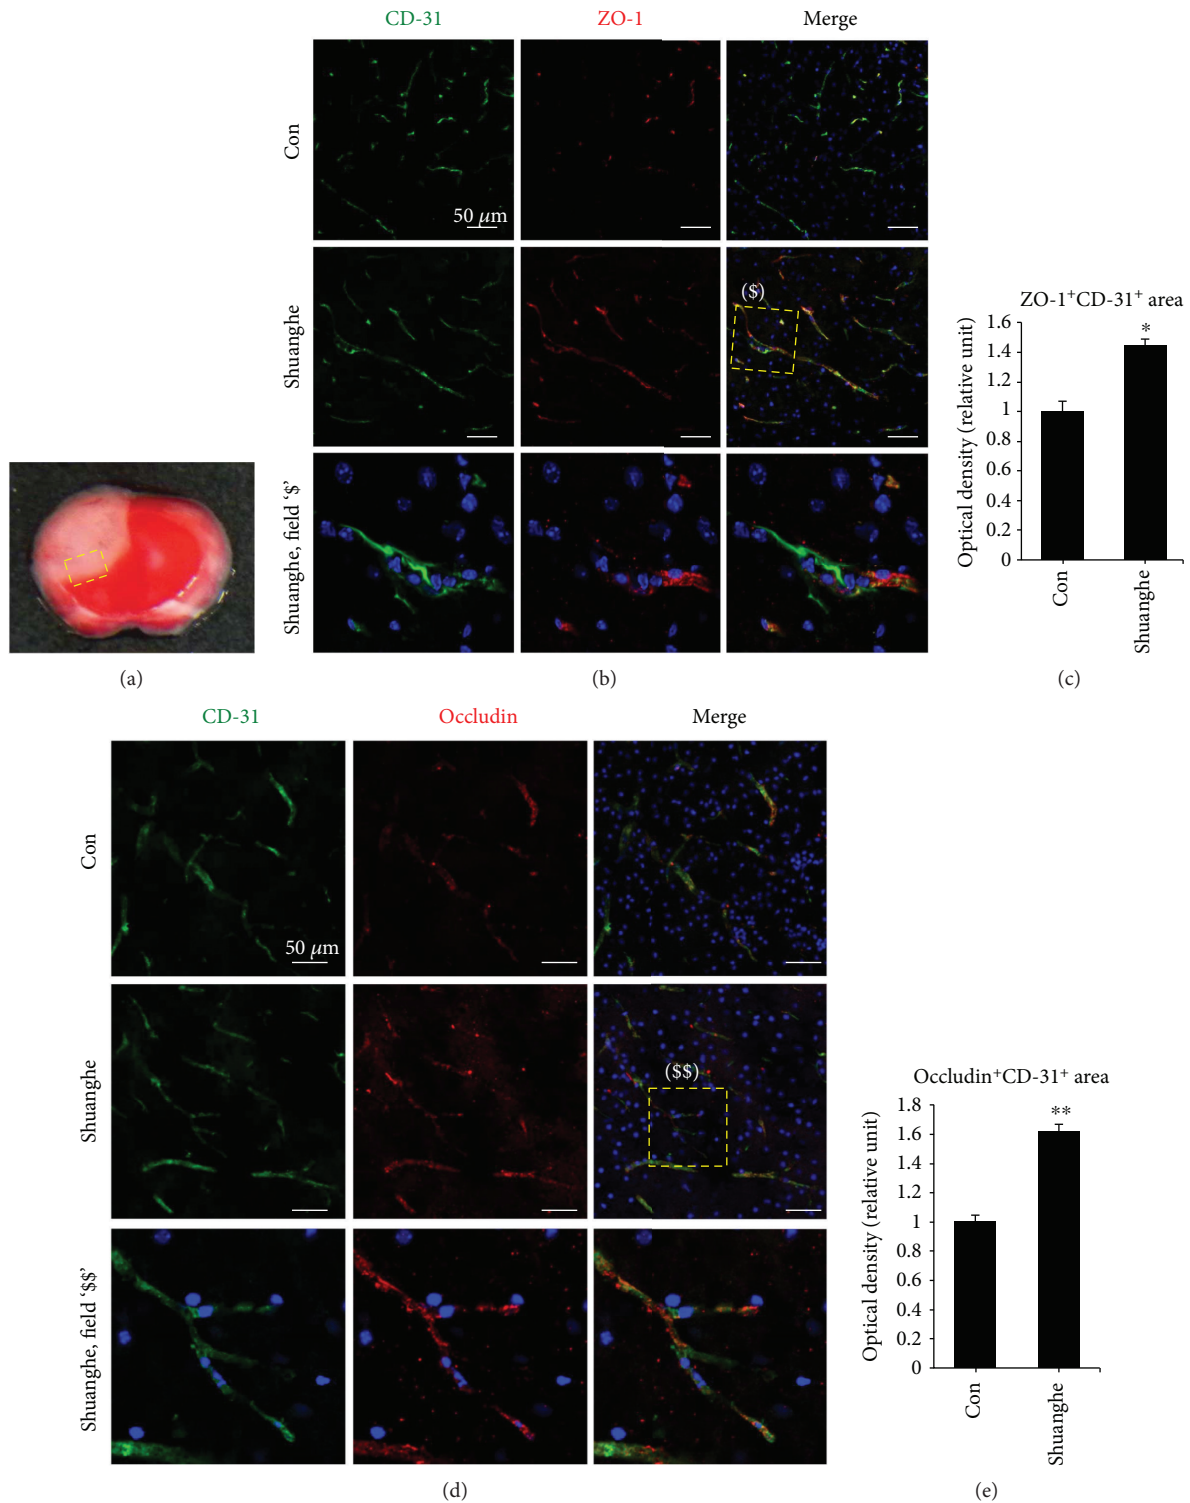 CD-31 ZO-1 Merge
Con
50 μm
Shuanghe
($)
Shuanghe, field ‘$’
(a)
(b)
ZO-1⁺CD-31⁺ area
Optical density (relative unit)
1.6
1.4
1.2
1
0.8
0.6
0.4
0.2
0
*
Con
Shuanghe
(c)
CD-31 Occludin Merge
Con
50 μm
Shuanghe
($$)
Shuanghe, field ‘$$’
(d)
Occludin⁺CD-31⁺ area
Optical density (relative unit)
1.8
1.6
1.4
1.2
1
0.8
0.6
0.4
0.2
0
**
Con
Shuanghe
(e)